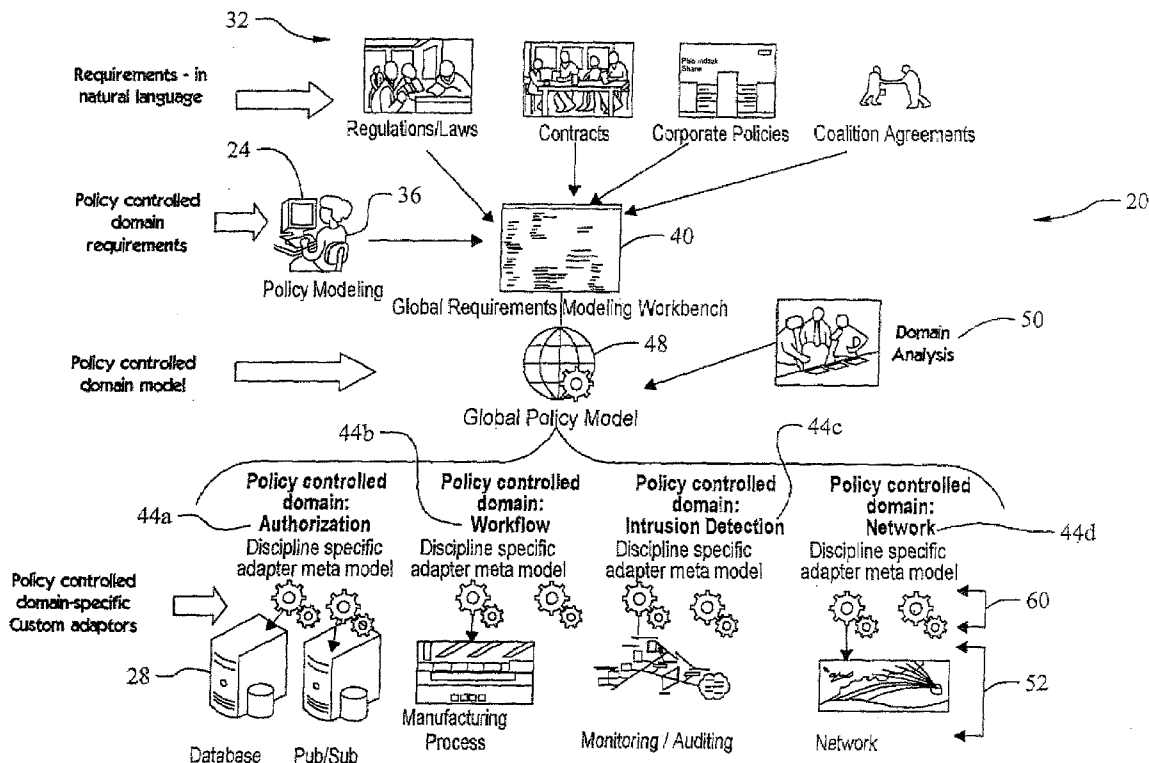 32
20
Requirements - in
natural language
Regulations/Laws
Contracts
Corporate Policies
Coalition Agreements
24
36
Policy controlled
domain
requirements
Policy Modeling
40
Global Requirements Modeling Workbench
Domain
Analysis
50
Policy controlled
domain model
48
Global Policy Model
44b
44c
44a
Policy controlled
domain:
Authorization
Discipline specific
adapter meta model
Policy controlled
domain:
Workflow
Discipline specific
adapter meta model
Policy controlled
domain:
Intrusion Detection
Discipline specific
adapter meta model
Policy controlled
domain:
Network
Discipline specific
adapter meta model
44d
Policy controlled
domain-specific
Custom adaptors
60
28
52
Database
Pub/Sub
Manufacturing
Process
Monitoring / Auditing
Network